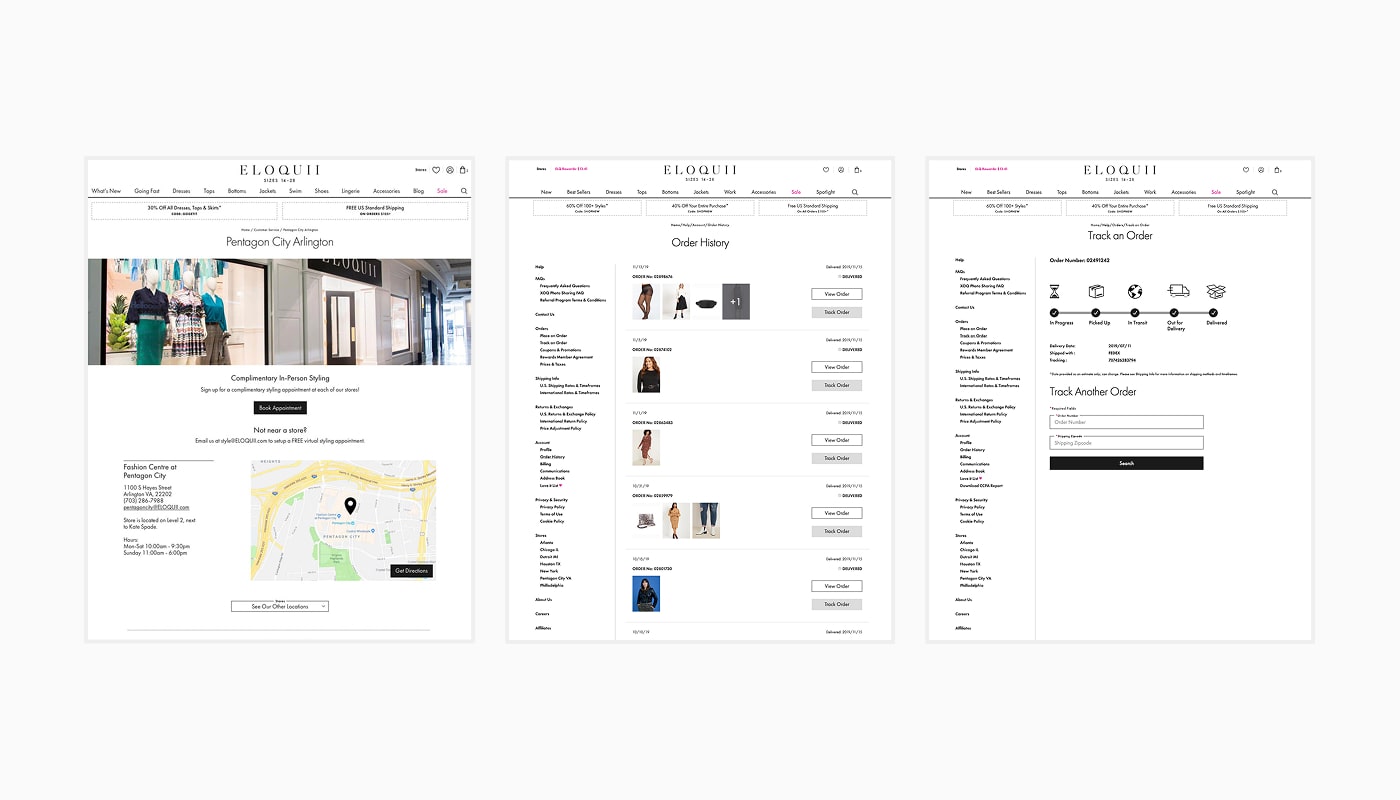 Stores
ELOQUII
SIZES 14-28
What's New Going Fast Dresses Tops Bottoms Jackets Swim Shoes Lingerie Accessories Blog Sale
30% Off All Dresses, Tops & Skirts*
FREE US Standard Shipping
ON ORDERS $125+
Home / Customer Service / Pentagon City Arlington
Pentagon City Arlington
ELOQUII
Complimentary In-Person Styling
Sign up for a complimentary styling appointment at each of our stores!
Book Appointment
Not near a store?
Email us at style@ELOQUII.com to setup a FREE virtual styling appointment.
Fashion Centre at
Pentagon City
1100 S Hayes Street
Arlington VA, 22202
(703) 286-7988
pentagoncity@ELOQUII.com
Store is located on Level 2, next
to Kate Spade.
Hours:
Mon-Sat 10:00am - 9:30pm
Sunday 11:00am - 6:00pm
HEIGHTS
Fashion Centre
at Pentagon City
Pentagon City
PENTAGON CITY
Get Directions
Stores
See Our Other Locations
Stores
ELOQUII
SIZES 14-28
New Best Sellers Dresses Tops Bottoms Jackets Work Accessories Sale Spotlight
60% Off 100+ Styles*
Code: SHOPNEW
40% Off Your Entire Purchase*
Code: SHOPNEW
Free US Standard Shipping
On All Orders $125+
Home/Help/Account/Order History
Order History
Help
FAQs
Frequently Asked Questions
XOQ Photo Sharing FAQ
Referral Program Terms & Conditions
Contact Us
Orders
Place an Order
Track an Order
Coupons & Promotions
Rewards Member Agreement
Prices & Taxes
Shipping Info
U.S. Shipping Rates & Timeframes
International Rates & Timeframes
Returns & Exchanges
U.S. Returns & Exchange Policy
International Return Policy
Price Adjustment Policy
Account
Profile
Order History
Billing
Communications
Address Book
Love it List
Privacy & Security
Privacy Policy
Terms of Use
Cookie Policy
Stores
Atlanta
Chicago IL
Detroit MI
Houston TX
New York
Pentagon City VA
Philadelphia
About Us
Careers
Affiliates
11/12/19 Delivered: 2019/11/15
ORDER No: 02898676 DELIVERED
+1
View Order
Track Order
11/5/19 Delivered: 2019/11/15
ORDER No: 02874102 DELIVERED
View Order
Track Order
11/1/19 Delivered: 2019/11/15
ORDER No: 02863483 DELIVERED
View Order
Track Order
10/31/19 Delivered: 2019/11/15
ORDER No: 02859979 DELIVERED
View Order
Track Order
10/15/19 Delivered: 2019/11/15
ORDER No: 02801730 DELIVERED
View Order
Track Order
10/10/19 Delivered: 2019/11/15
Stores
ELOQUII
SIZES 14-28
New Best Sellers Dresses Tops Bottoms Jackets Work Accessories Sale Spotlight
60% Off 100+ Styles*
Code: SHOPNEW
40% Off Your Entire Purchase*
Code: SHOPNEW
Free US Standard Shipping
On All Orders $125+
Home/Help/Orders/Track an Order
Track an Order
Help
FAQs
Frequently Asked Questions
XOQ Photo Sharing FAQ
Referral Program Terms & Conditions
Contact Us
Orders
Place an Order
Track an Order
Coupons & Promotions
Rewards Member Agreement
Prices & Taxes
Shipping Info
U.S. Shipping Rates & Timeframes
International Rates & Timeframes
Returns & Exchanges
U.S. Returns & Exchange Policy
International Return Policy
Price Adjustment Policy
Account
Profile
Order History
Billing
Communications
Address Book
Love it List
Download CCPA Report
Privacy & Security
Privacy Policy
Terms of Use
Cookie Policy
Stores
Atlanta
Chicago IL
Detroit MI
Houston TX
New York
Pentagon City VA
Philadelphia
About Us
Careers
Affiliates
Order Number: 02491242
In Progress Picked Up In Transit Out for Delivery Delivered
Delivery Date: 2019/07/11
Shipped with: FEDEX
Tracking: 787426383794
*Date provided is an estimate only, can change. Please see Shipping Info for more information on shipping methods and timeframes.
Track Another Order
*Required Fields
*Order Number
Order Number
*Shipping Zipcode
Shipping Zipcode
Search